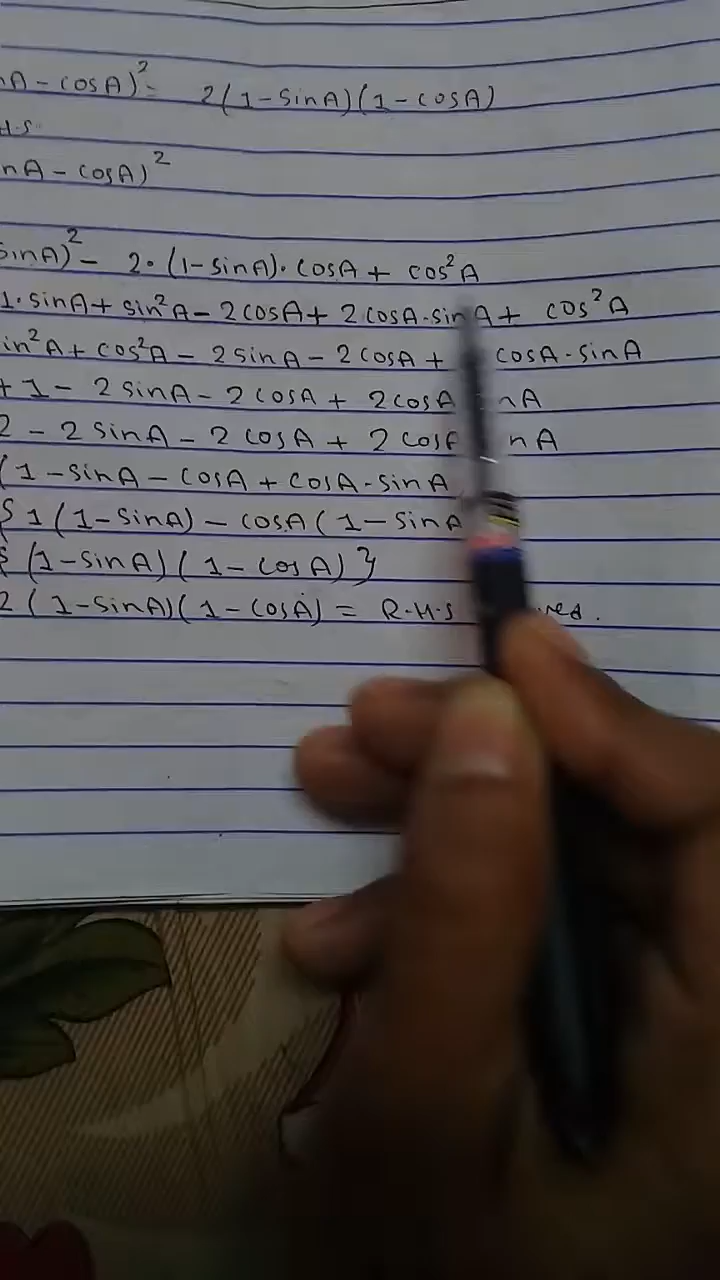 A-cosA)²= 2(1-sinA)(1-cosA)
H.S.
nA-cosA)²
sinA)²- 2·(1-sinA)·cosA+ cos²A
1·sinA+ sin²A-2cosA+ 2cosA·sinA+ cos²A
in²A+ cos²A- 2sinA-2cosA+ cosA·sinA
+1- 2sinA-2cosA+ 2cosA nA
2-2sinA-2cosA+ 2cos nA
(1-sinA-cosA+cosA·sinA
{1(1-sinA)-cosA(1-sinA
{(1-sinA)(1-cosA)}
2(1-sinA)(1-cosA)= R.H.S ved.